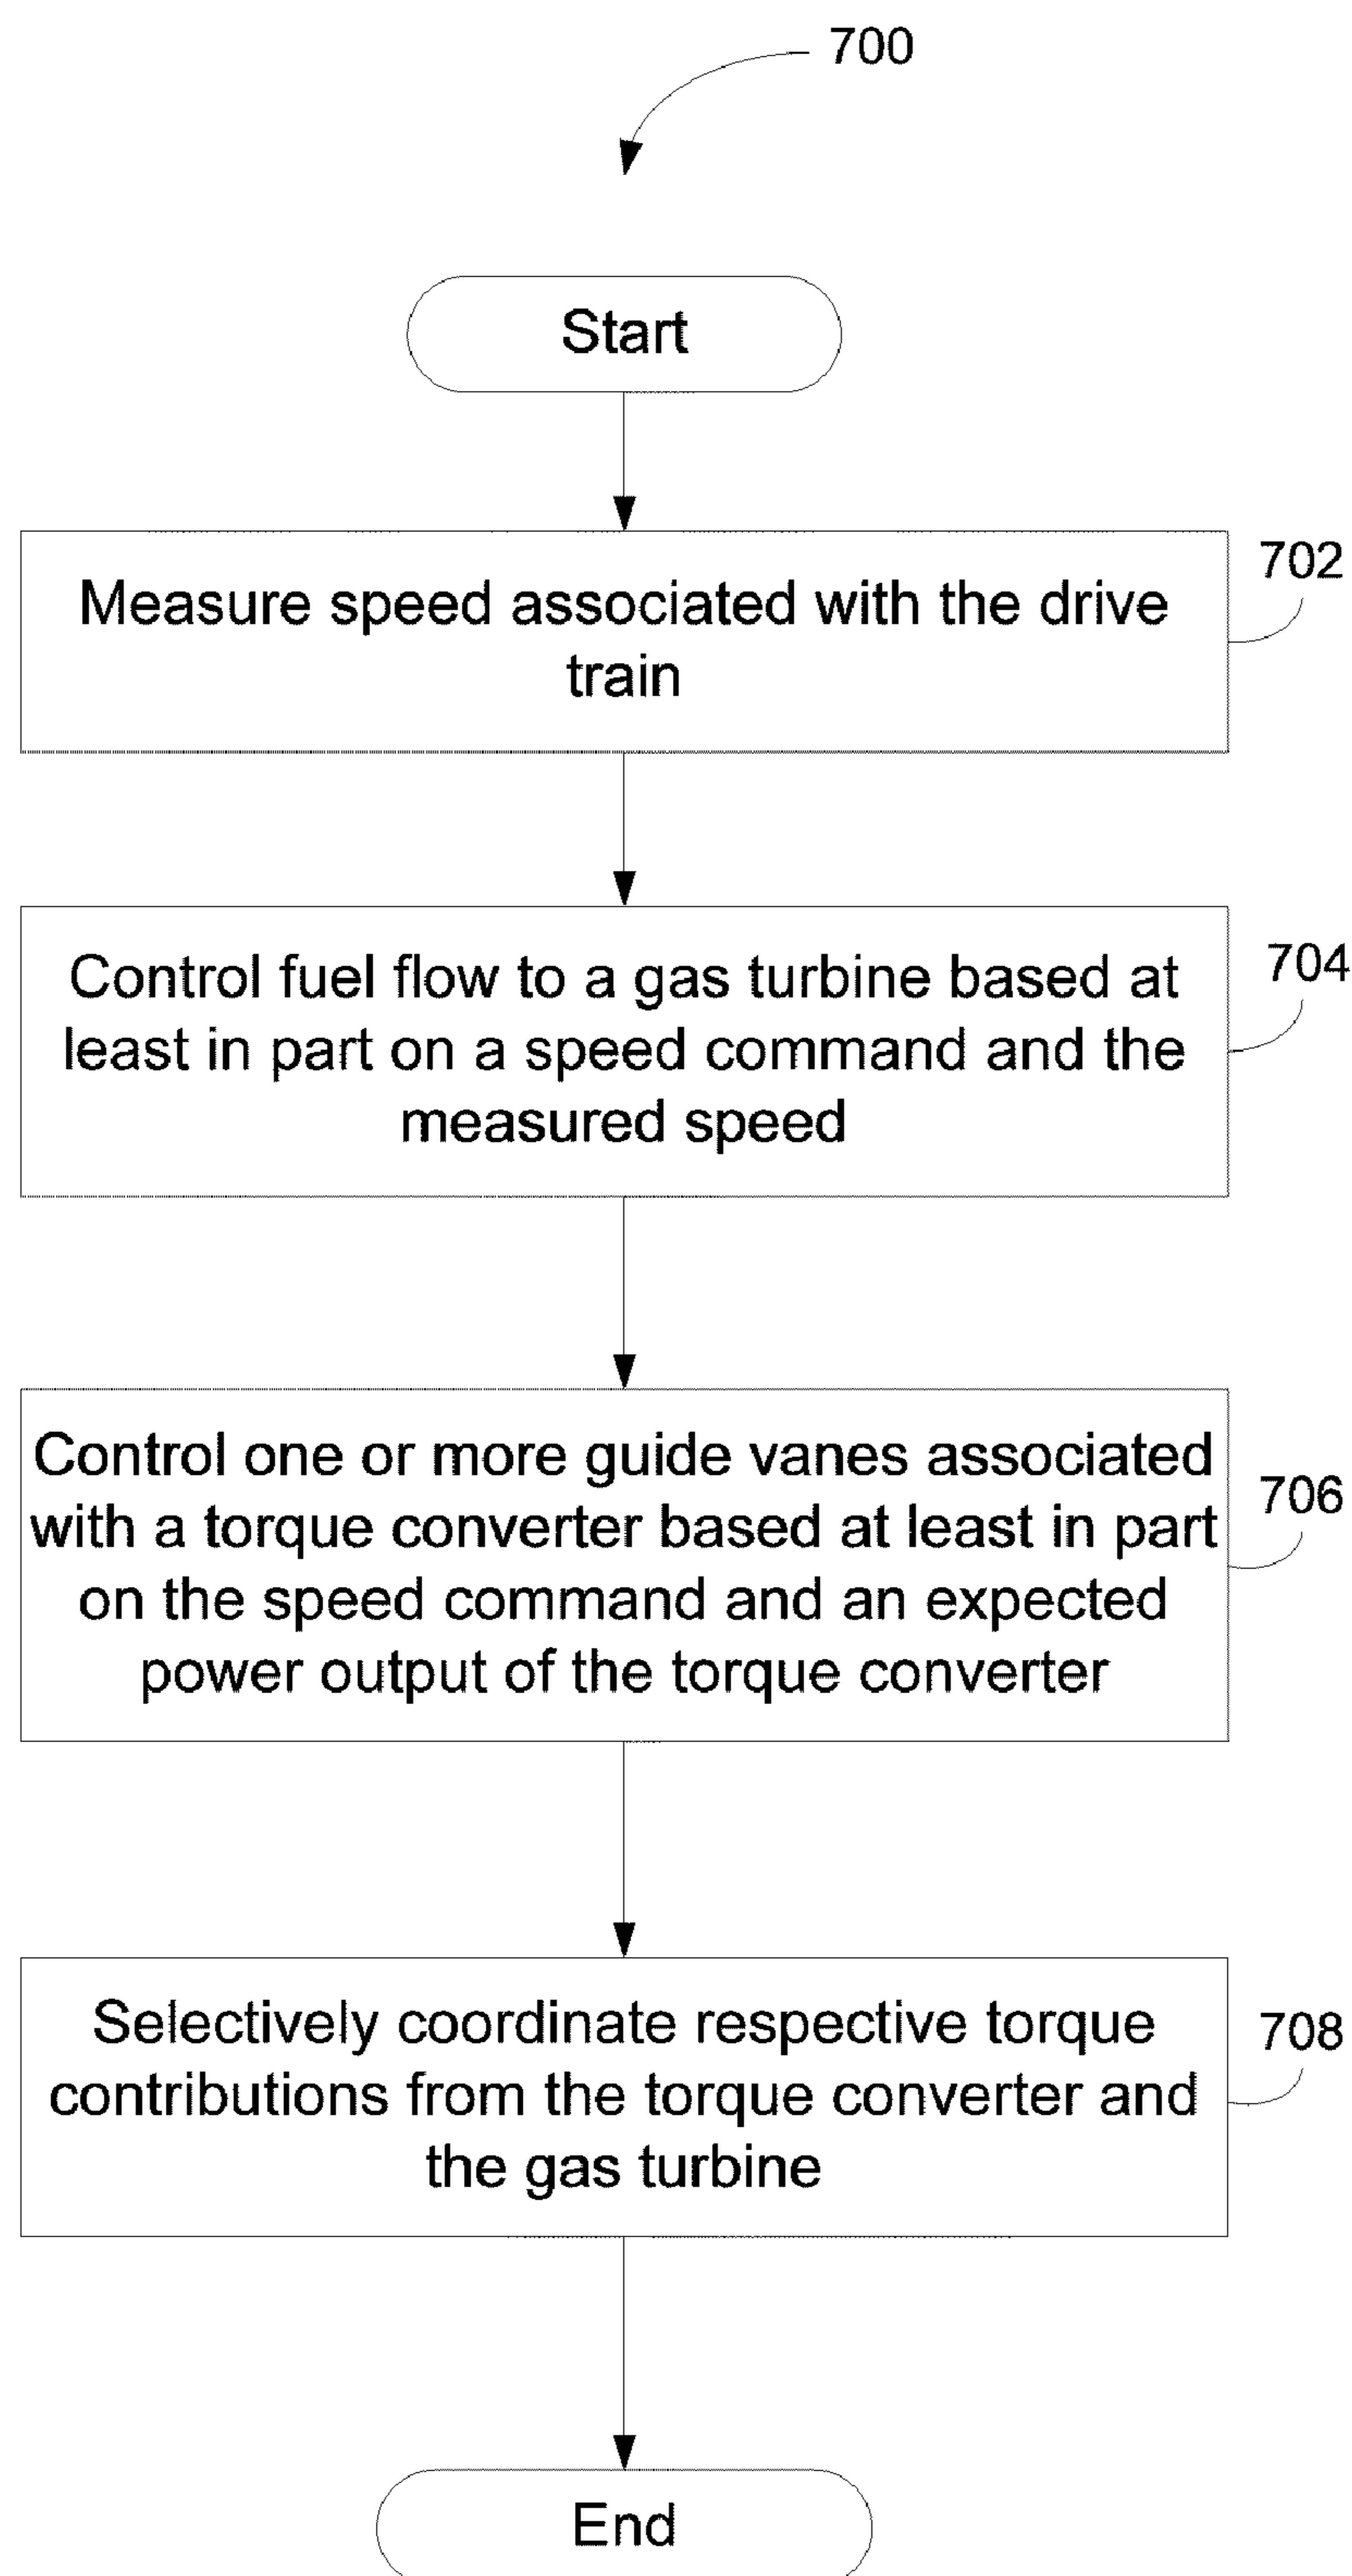 700
Start
702
Measure speed associated with the drive
train
704
Control fuel flow to a gas turbine based at
least in part on a speed command and the
measured speed
706
Control one or more guide vanes associated
with a torque converter based at least in part
on the speed command and an expected
power output of the torque converter
708
Selectively coordinate respective torque
contributions from the torque converter and
the gas turbine
End